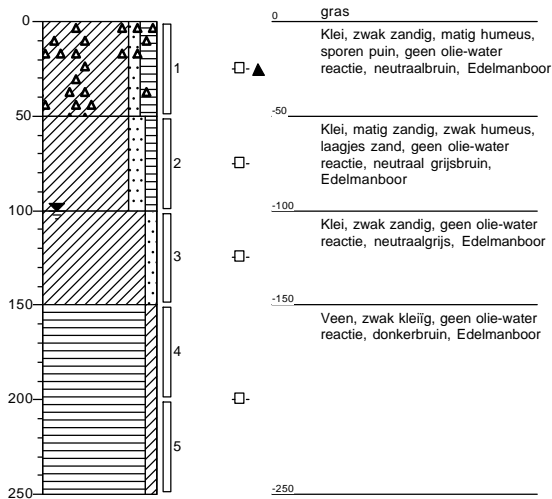 0
gras
0
Klei, zwak zandig, matig humeus,
sporen puin, geen olie-water
reactie, neutraalbruin, Edelmanboor
1
50
-50
Klei, matig zandig, zwak humeus,
laagjes zand, geen olie-water
reactie, neutraal grijsbruin,
Edelmanboor
2
100
-100
Klei, zwak zandig, geen olie-water
reactie, neutraalgrijs, Edelmanboor
3
150
-150
Veen, zwak kleiïg, geen olie-water
reactie, donkerbruin, Edelmanboor
4
200
5
250
-250